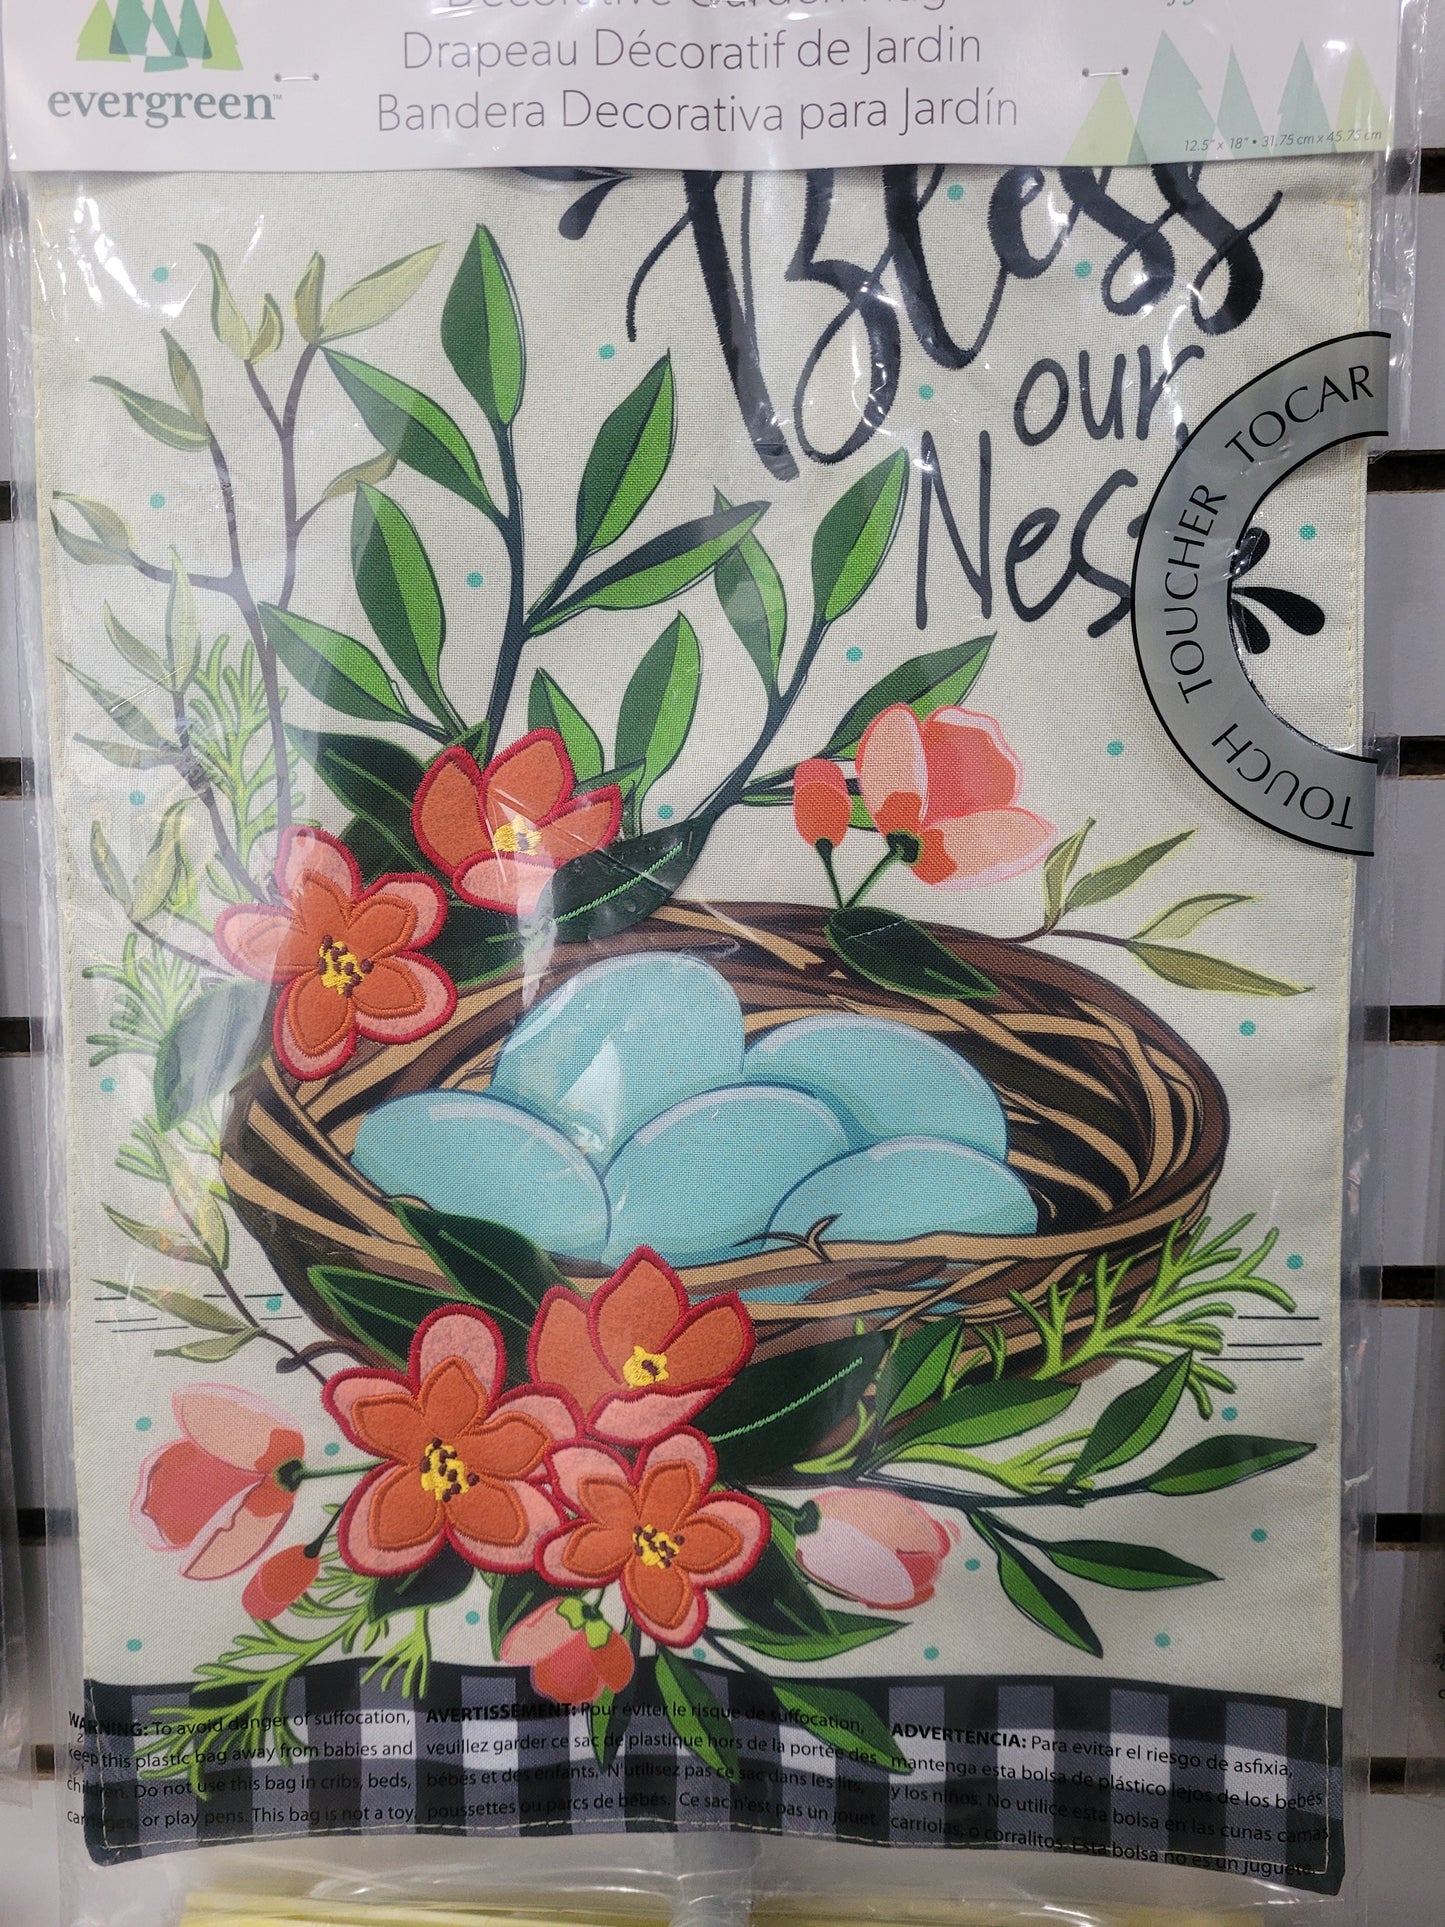 Decorative Garden Flag
Drapeau Décoratif de Jardin
Bandera Decorativa para Jardín
evergreen™
12.5" x 18" • 31.75 cm x 45.75 cm
Bless
our
Nes
TOUCH TOUCHER TOCAR
WARNING: To avoid danger of suffocation,
keep this plastic bag away from babies and
children. Do not use this bag in cribs, beds,
carriages, or play pens. This bag is not a toy.
AVERTISSEMENT: Pour éviter le risque de suffocation,
veuillez garder ce sac de plastique hors de la portée des
bébés et des enfants. N'utilisez pas ce sac dans les lits,
poussettes ou parcs de bébés. Ce sac n'est pas un jouet.
ADVERTENCIA: Para evitar el riesgo de asfixia,
mantenga esta bolsa de plástico lejos de los bebés
y los niños. No utilice esta bolsa en las cunas camas
carriolas, o corralitos. Esta bolsa no es un juguete.